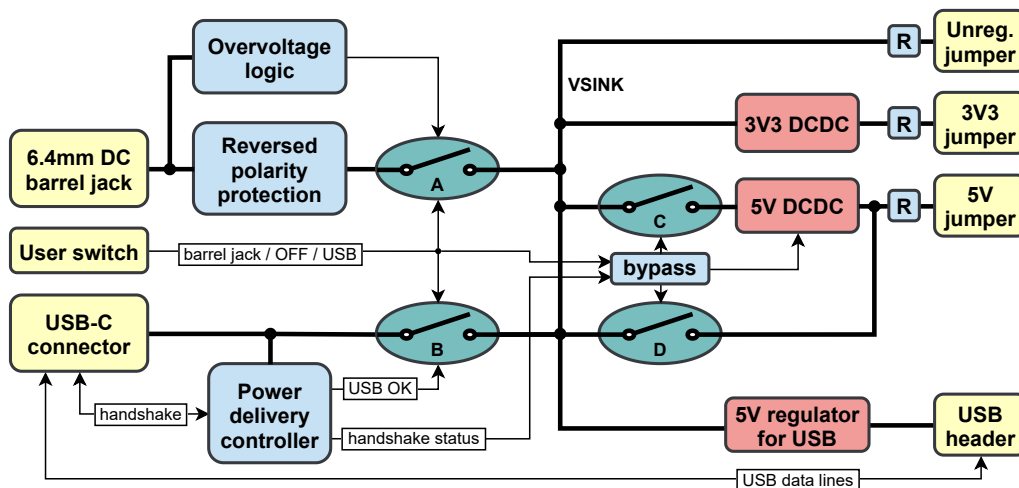 Overvoltage
logic
Unreg.
jumper
R
VSINK
6.4mm DC
barrel jack
Reversed
polarity
protection
A
3V3 DCDC
R
3V3
jumper
C
5V DCDC
R
5V
jumper
User switch
barrel jack / OFF / USB
bypass
USB-C
connector
B
D
Power
delivery
controller
USB OK
handshake
handshake status
5V regulator
for USB
USB
header
USB data lines